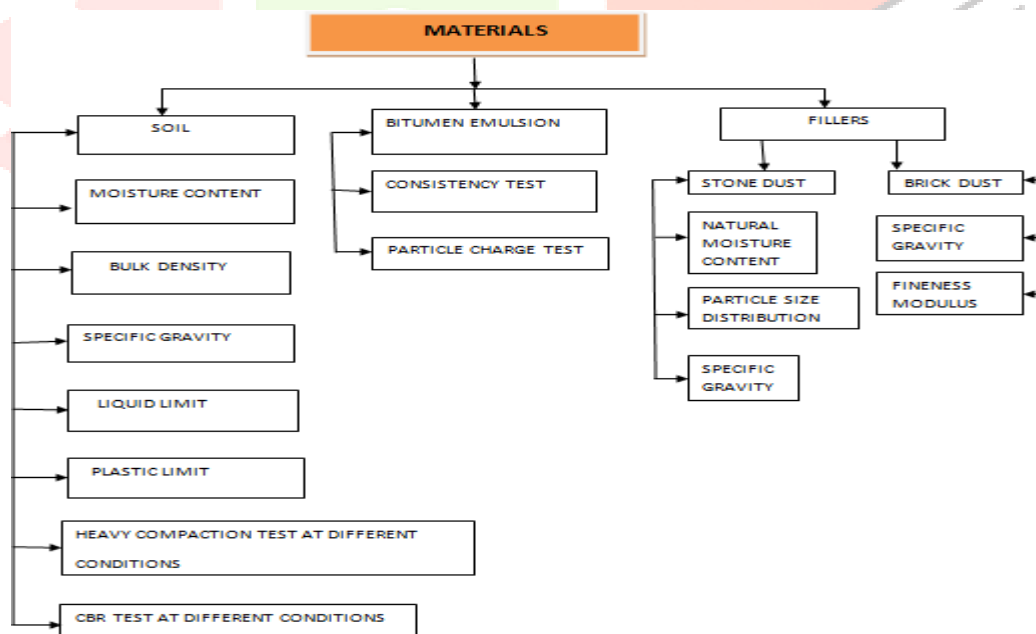 MATERIALS
SOIL
MOISTURE CONTENT
BULK DENSITY
SPECIFIC GRAVITY
LIQUID LIMIT
PLASTIC LIMIT
HEAVY COMPACTION TEST AT DIFFERENT
CONDITIONS
CBR TEST AT DIFFERENT CONDITIONS
BITUMEN EMULSION
CONSISTENCY TEST
PARTICLE CHARGE TEST
FILLERS
STONE DUST
NATURAL
MOISTURE
CONTENT
PARTICLE SIZE
DISTRIBUTION
SPECIFIC
GRAVITY
BRICK DUST
SPECIFIC
GRAVITY
FINENESS
MODULUS